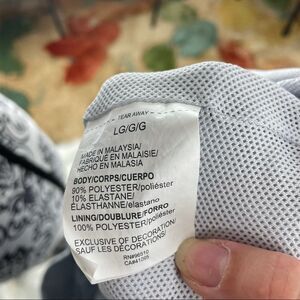 TEAR AWAY
LG/G/G
MADE IN MALAYSIA/
FABRIQUÉ EN MALAISIE/
HECHO EN MALASIA
BODY/CORPS/CUERPO
90% POLYESTER/poliéster
10% ELASTANE/
ÉLASTHANNE/elastano
LINING/DOUBLURE/FORRO
100% POLYESTER/poliéster
EXCLUSIVE OF DECORATION/
SAUF LES DÉCORATIONS/